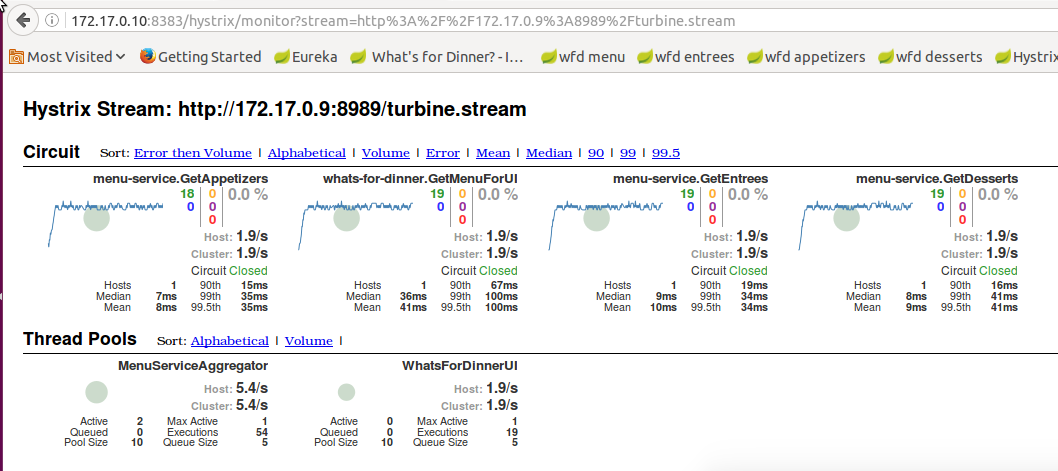 172.17.0.10:8383/hystrix/monitor?stream=http%3A%2F%2F172.17.0.9%3A8989%2Fturbine.stream
Most Visited Getting Started Eureka What's for Dinner? - I... wfd menu wfd entrees wfd appetizers wfd desserts Hystrix
Hystrix Stream: http://172.17.0.9:8989/turbine.stream
Circuit Sort: Error then Volume | Alphabetical | Volume | Error | Mean | Median | 90 | 99 | 99.5
menu-service.GetAppetizers
18 0 0.0 %
0 0
0
Host: 1.9/s
Cluster: 1.9/s
Circuit Closed
Hosts 1 90th 15ms
Median 7ms 99th 35ms
Mean 8ms 99.5th 35ms
whats-for-dinner.GetMenuForUI
19 0 0.0 %
0 0
0
Host: 1.9/s
Cluster: 1.9/s
Circuit Closed
Hosts 1 90th 67ms
Median 36ms 99th 100ms
Mean 41ms 99.5th 100ms
menu-service.GetEntrees
19 0 0.0 %
0 0
0
Host: 1.9/s
Cluster: 1.9/s
Circuit Closed
Hosts 1 90th 19ms
Median 9ms 99th 34ms
Mean 10ms 99.5th 34ms
menu-service.GetDesserts
19 0 0.0 %
0 0
0
Host: 1.9/s
Cluster: 1.9/s
Circuit Closed
Hosts 1 90th 16ms
Median 8ms 99th 41ms
Mean 9ms 99.5th 41ms
Thread Pools Sort: Alphabetical | Volume |
MenuServiceAggregator
Host: 5.4/s
Cluster: 5.4/s
Active 2 Max Active 1
Queued 0 Executions 54
Pool Size 10 Queue Size 5
WhatsForDinnerUI
Host: 1.9/s
Cluster: 1.9/s
Active 0 Max Active 1
Queued 0 Executions 19
Pool Size 10 Queue Size 5